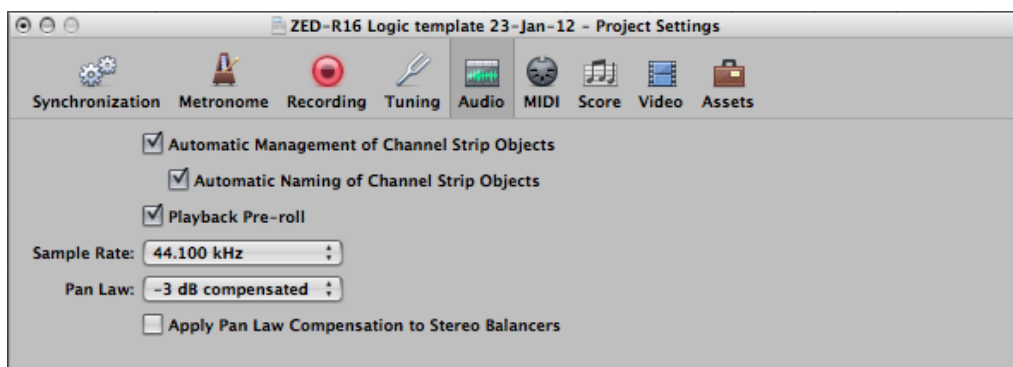 ZED-R16 Logic template 23-Jan-12 - Project Settings
Synchronization Metronome Recording Tuning Audio MIDI Score Video Assets
Automatic Management of Channel Strip Objects
Automatic Naming of Channel Strip Objects
Playback Pre-roll
Sample Rate: 44.100 kHz
Pan Law: -3 dB compensated
Apply Pan Law Compensation to Stereo Balancers